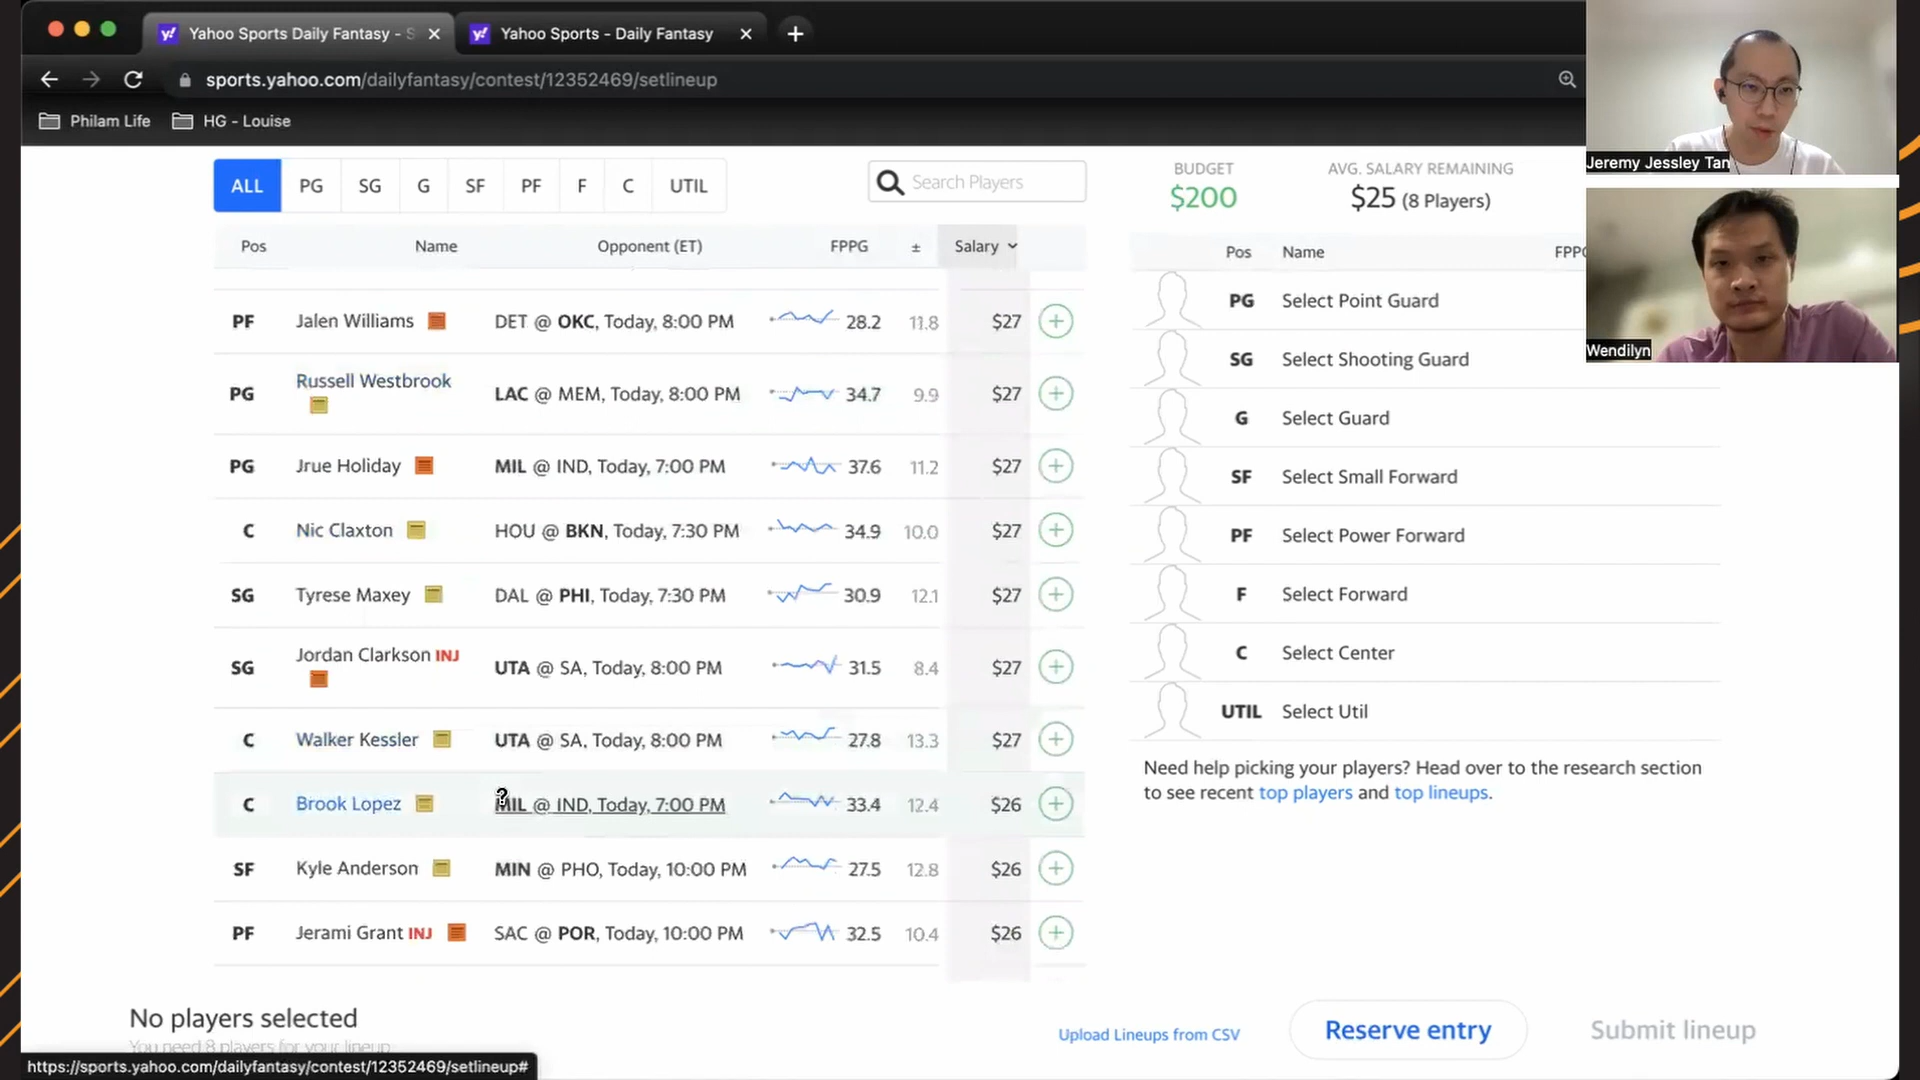 Yahoo Sports Daily Fantasy - S
Yahoo Sports - Daily Fantasy
sports.yahoo.com/dailyfantasy/contest/12352469/setlineup
Philam Life
HG - Louise
Jeremy Jessley Tan
Wendilyn
ALL PG SG G SF PF F C UTIL
Search Players
BUDGET
$200
AVG. SALARY REMAINING
$25 (8 Players)
Pos Name Opponent (ET) FPPG ± Salary
PF Jalen Williams DET @ OKC, Today, 8:00 PM 28.2 11.8 $27
PG Russell Westbrook LAC @ MEM, Today, 8:00 PM 34.7 9.9 $27
PG Jrue Holiday MIL @ IND, Today, 7:00 PM 37.6 11.2 $27
C Nic Claxton HOU @ BKN, Today, 7:30 PM 34.9 10.0 $27
SG Tyrese Maxey DAL @ PHI, Today, 7:30 PM 30.9 12.1 $27
SG Jordan Clarkson INJ UTA @ SA, Today, 8:00 PM 31.5 8.4 $27
C Walker Kessler UTA @ SA, Today, 8:00 PM 27.8 13.3 $27
C Brook Lopez MIL @ IND, Today, 7:00 PM 33.4 12.4 $26
SF Kyle Anderson MIN @ PHO, Today, 10:00 PM 27.5 12.8 $26
PF Jerami Grant INJ SAC @ POR, Today, 10:00 PM 32.5 10.4 $26
Pos Name FPPG
PG Select Point Guard
SG Select Shooting Guard
G Select Guard
SF Select Small Forward
PF Select Power Forward
F Select Forward
C Select Center
UTIL Select Util
Need help picking your players? Head over to the research section
to see recent top players and top lineups.
No players selected
You need 8 players for your lineup
Upload Lineups from CSV
Reserve entry
Submit lineup
https://sports.yahoo.com/dailyfantasy/contest/12352469/setlineup#